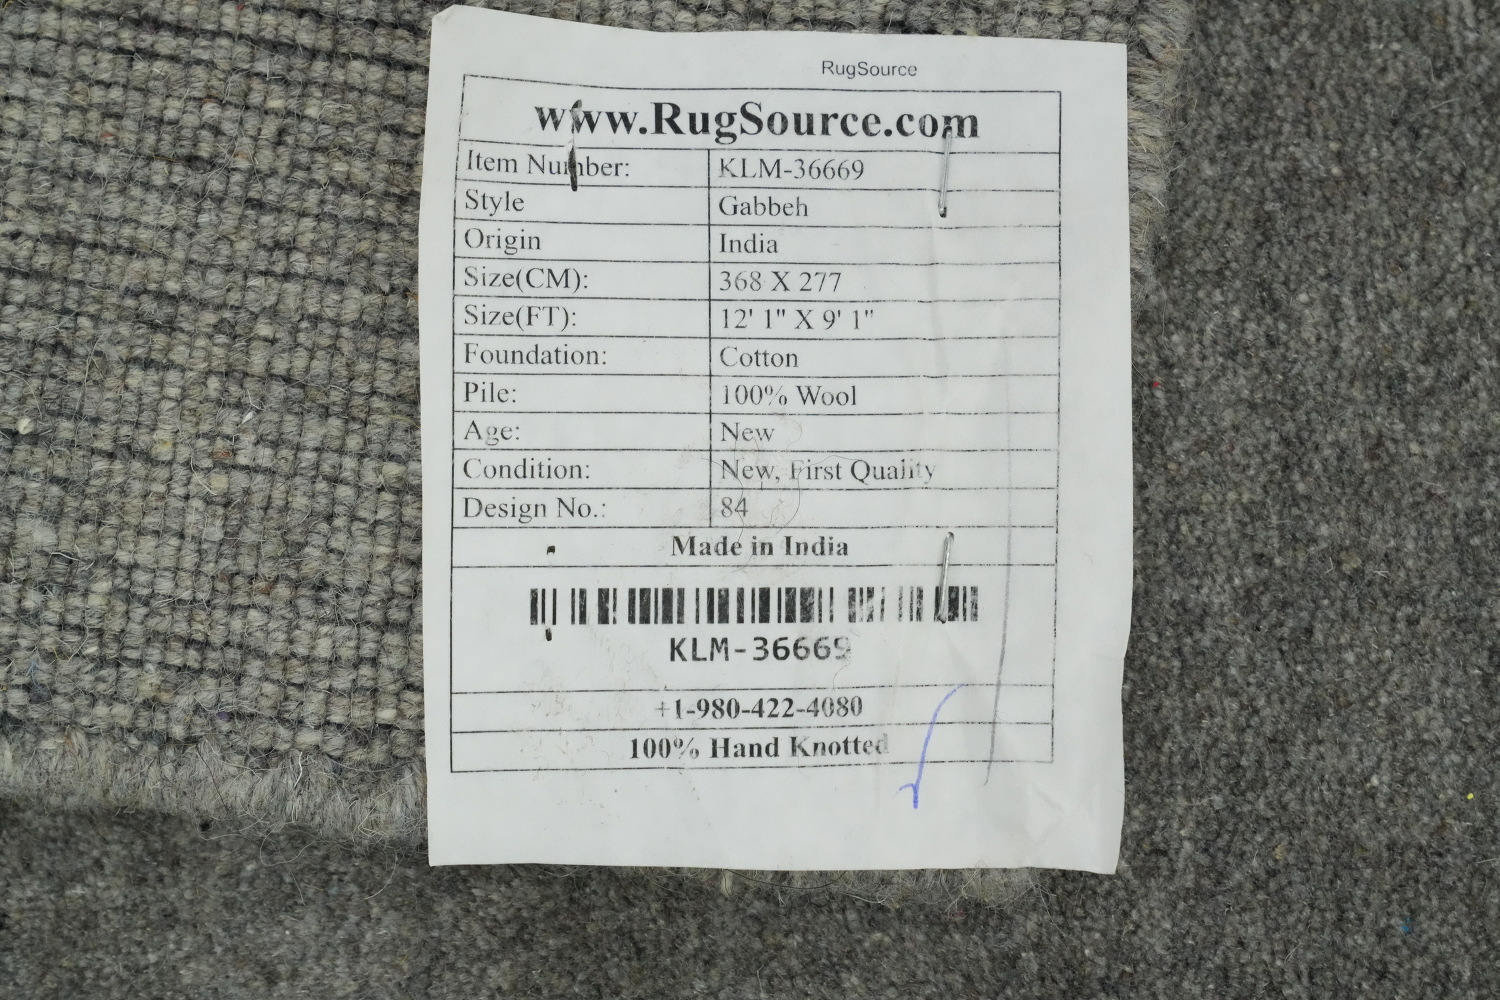 RugSource
www.RugSource.com
Item Number: KLM-36669
Style Gabbeh
Origin India
Size(CM): 368 X 277
Size(FT): 12' 1" X 9' 1"
Foundation: Cotton
Pile: 100% Wool
Age: New
Condition: New, First Quality
Design No.: 84
Made in India
KLM-36669
+1-980-422-4080
100% Hand Knotted